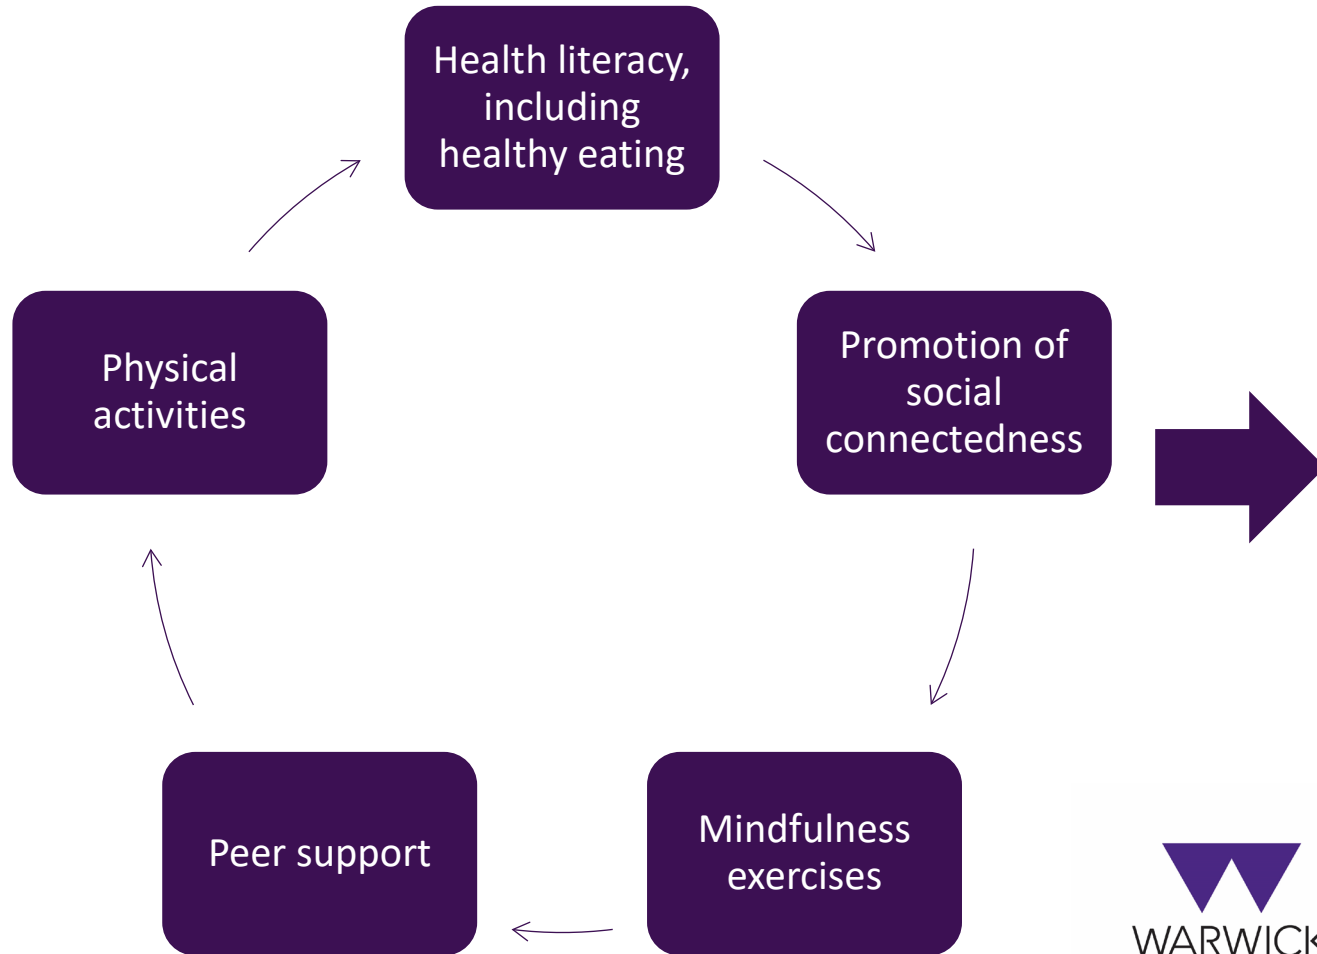 Health literacy,
including
healthy eating
Promotion of
social
connectedness
Mindfulness
exercises
Peer support
Physical
activities
WARWICK